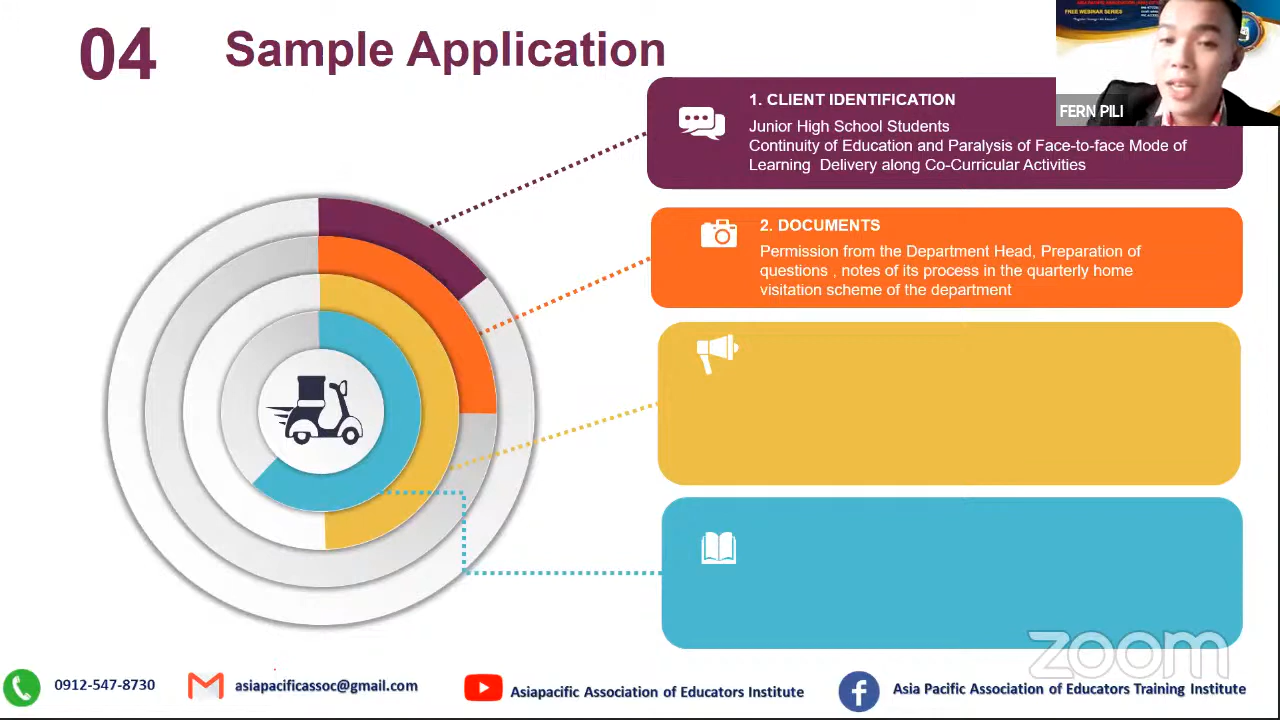 04
Sample Application
FREE WEBINAR SERIES
FERN PILI
1. CLIENT IDENTIFICATION
Junior High School Students
Continuity of Education and Paralysis of Face-to-face Mode of
Learning Delivery along Co-Curricular Activities
2. DOCUMENTS
Permission from the Department Head, Preparation of
questions , notes of its process in the quarterly home
visitation scheme of the department
zoom
0912-547-8730
asiapacificassoc@gmail.com
Asiapacific Association of Educators Institute
Asia Pacific Association of Educators Training Institute